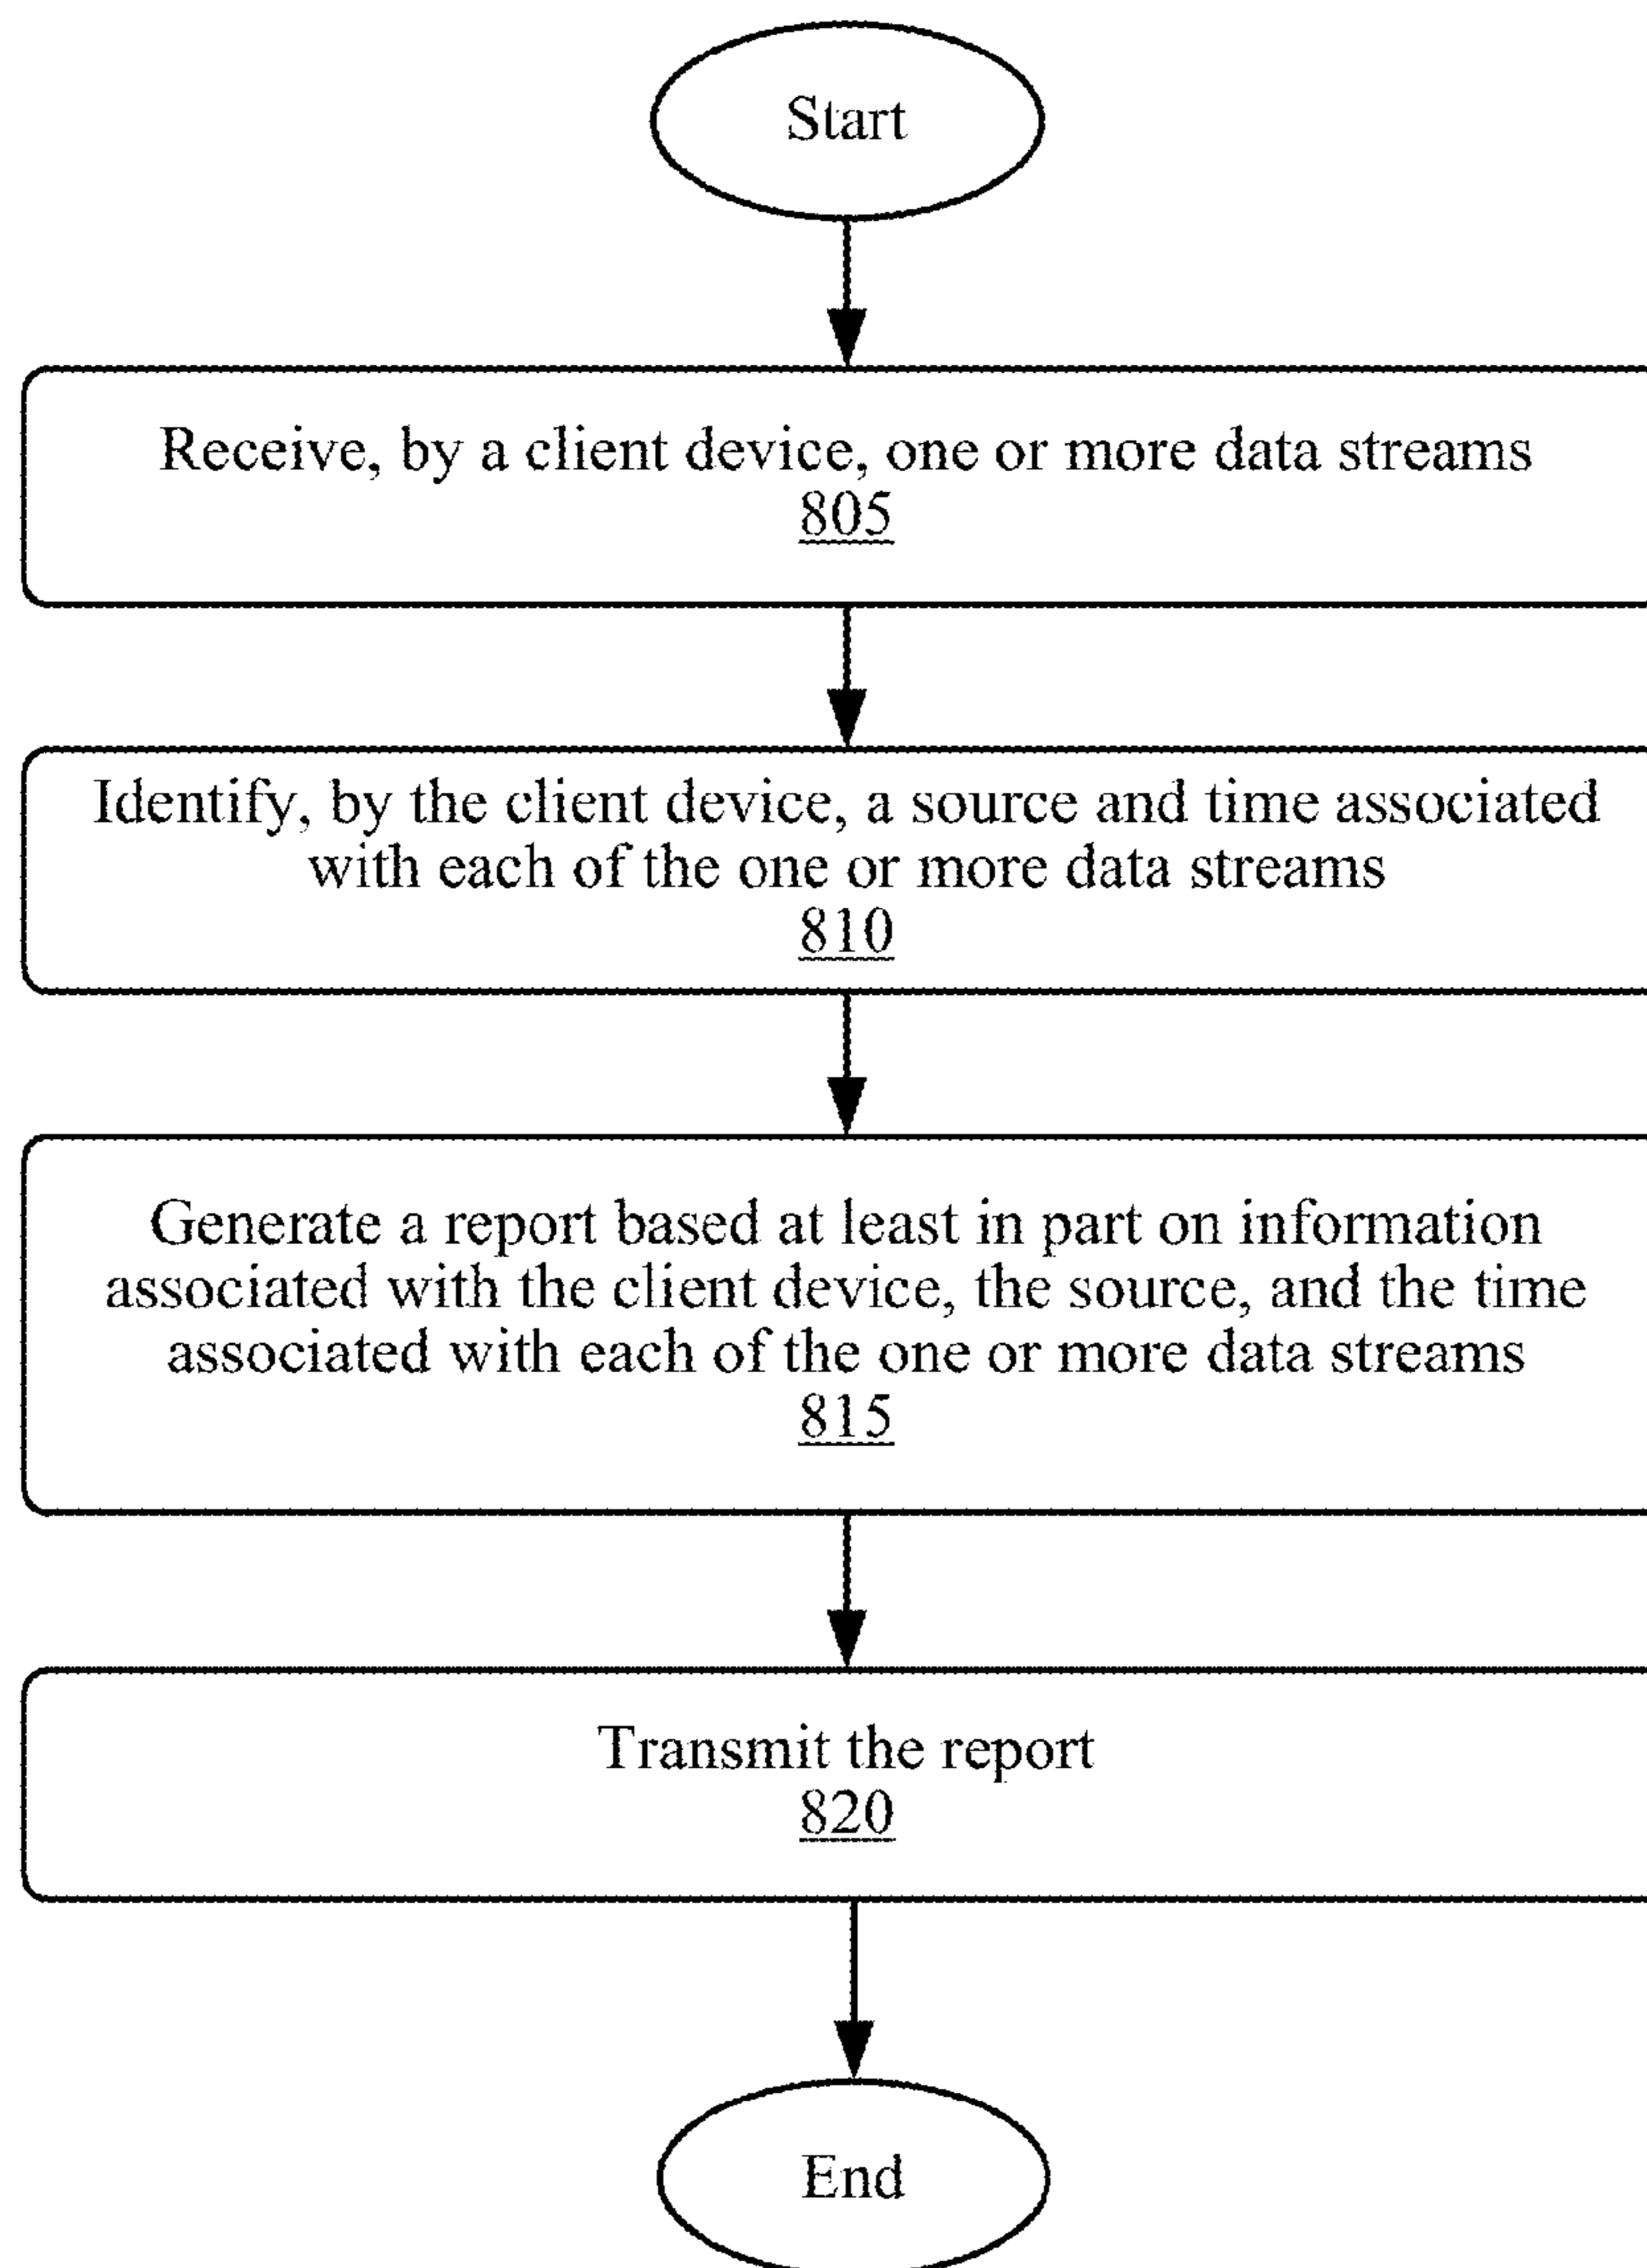 Start
Receive, by a client device, one or more data streams
805
Identify, by the client device, a source and time associated
with each of the one or more data streams
810
Generate a report based at least in part on information
associated with the client device, the source, and the time
associated with each of the one or more data streams
815
Transmit the report
820
End